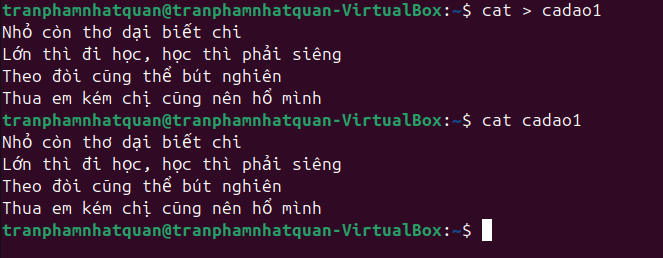 tranphamnhatquan@tranphamnhatquan-VirtualBox:~$ cat > cadao1
Nhỏ còn thơ dại biết chi
Lớn thì đi học, học thì phải siêng
Theo đòi cũng thể bút nghiên
Thua em kém chị cũng nên hổ mình
tranphamnhatquan@tranphamnhatquan-VirtualBox:~$ cat cadao1
Nhỏ còn thơ dại biết chi
Lớn thì đi học, học thì phải siêng
Theo đòi cũng thể bút nghiên
Thua em kém chị cũng nên hổ mình
tranphamnhatquan@tranphamnhatquan-VirtualBox:~$